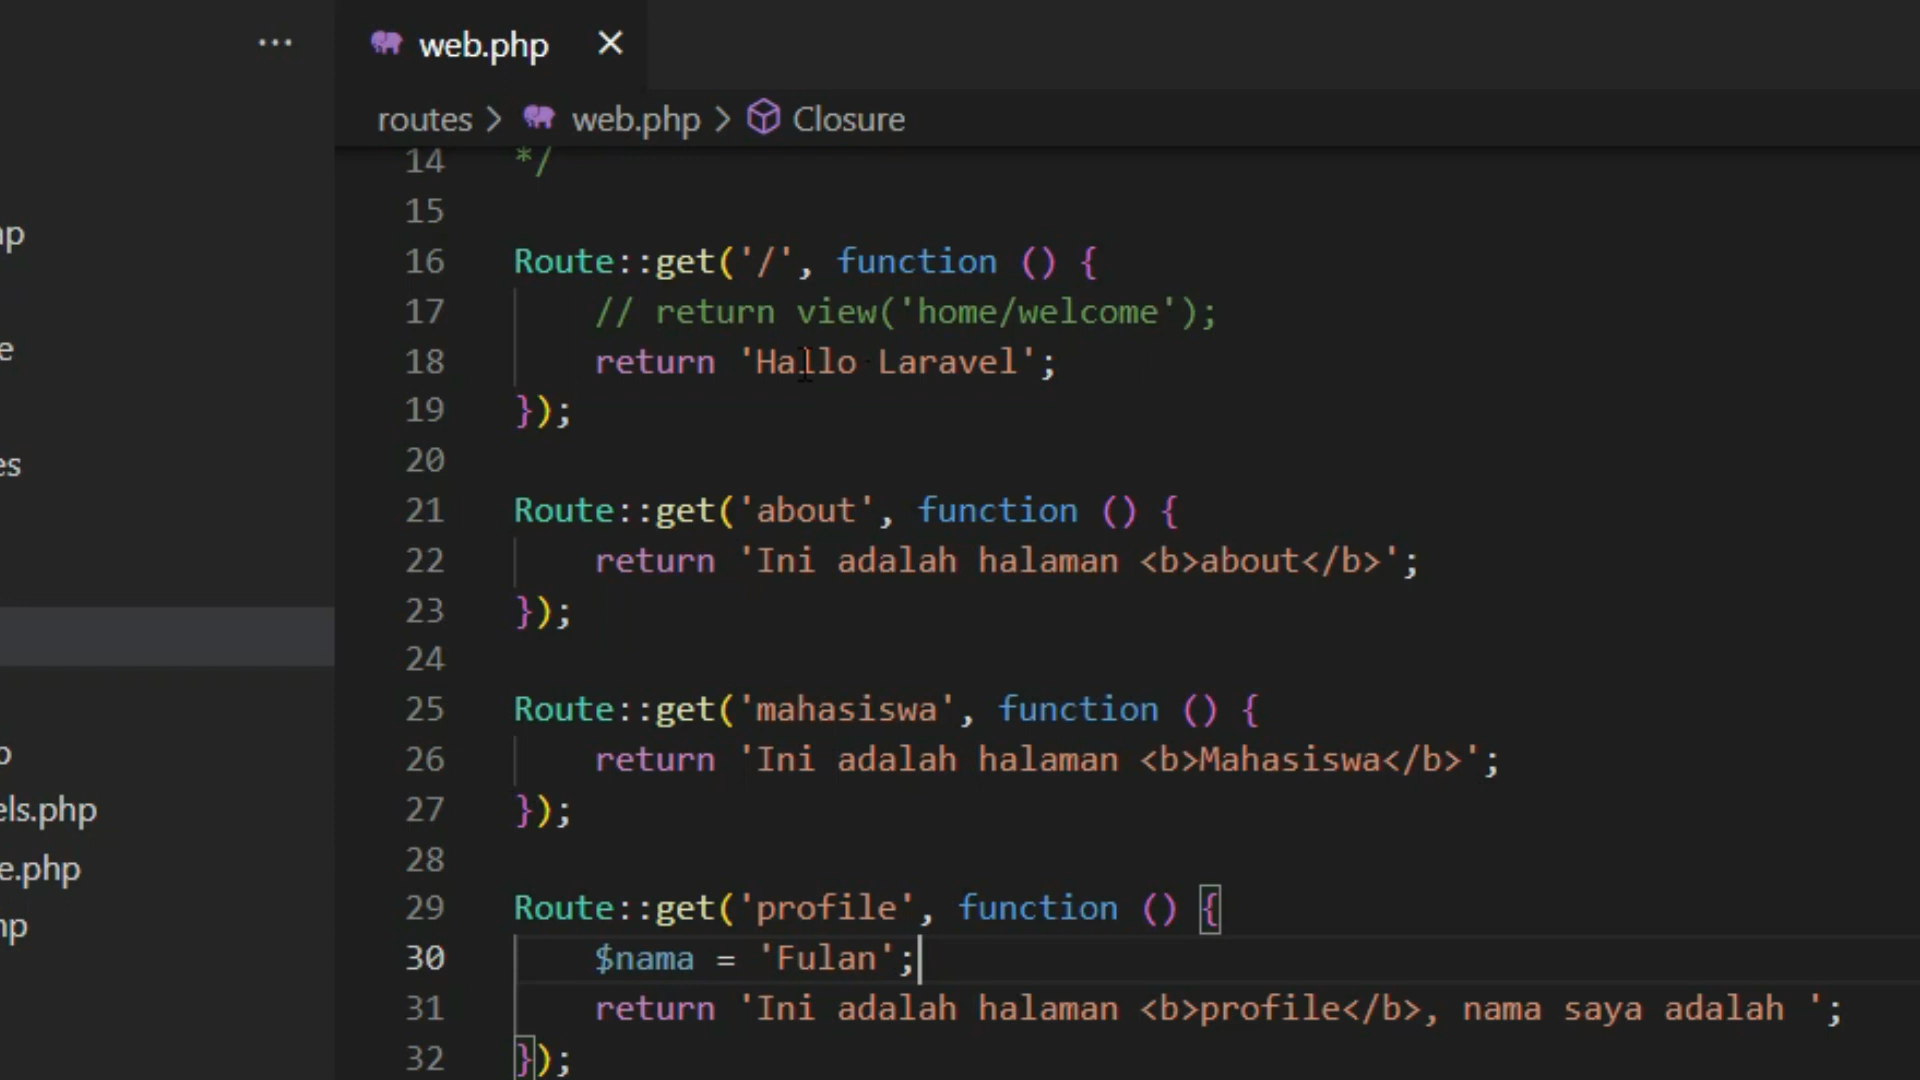 ... web.php ×
routes > web.php > Closure
14 */
15
16 Route::get('/', function () {
17 // return view('home/welcome');
18 return 'Hallo Laravel';
19 });
20
21 Route::get('about', function () {
22 return 'Ini adalah halaman <b>about</b>';
23 });
24
25 Route::get('mahasiswa', function () {
26 return 'Ini adalah halaman <b>Mahasiswa</b>';
27 });
28
29 Route::get('profile', function () {
30 $nama = 'Fulan';
31 return 'Ini adalah halaman <b>profile</b>, nama saya adalah ';
32 });
els.php
e.php